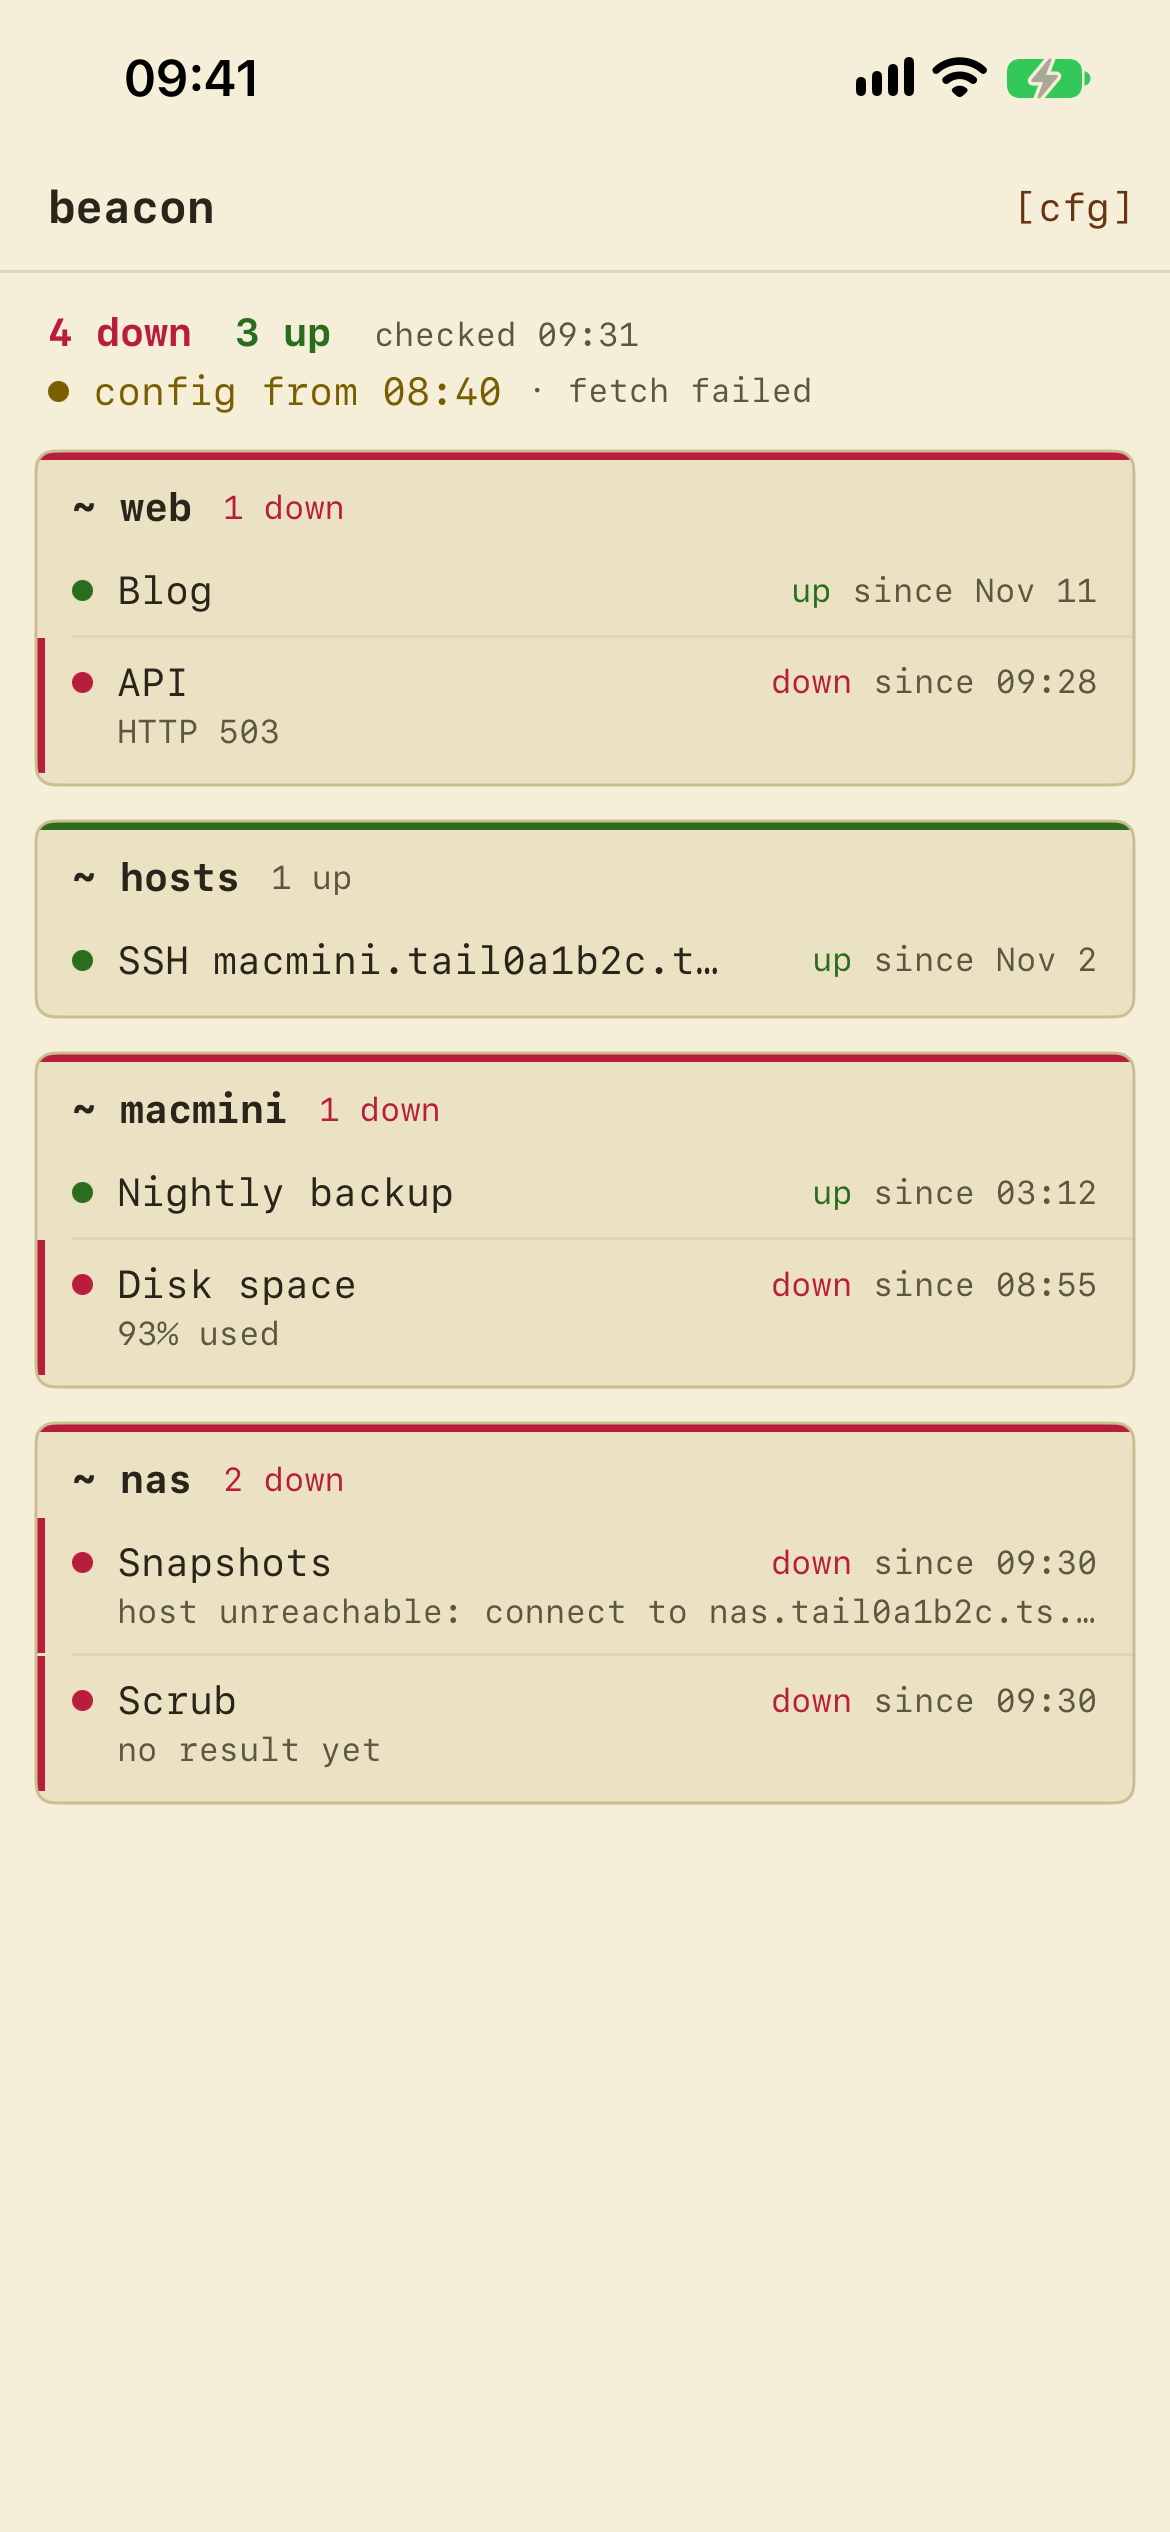 09:41
beacon [cfg]
4 down 3 up checked 09:31
config from 08:40 · fetch failed
~ web 1 down
Blog up since Nov 11
API down since 09:28
HTTP 503
~ hosts 1 up
SSH macmini.tail0a1b2c.t… up since Nov 2
~ macmini 1 down
Nightly backup up since 03:12
Disk space down since 08:55
93% used
~ nas 2 down
Snapshots down since 09:30
host unreachable: connect to nas.tail0a1b2c.ts.…
Scrub down since 09:30
no result yet